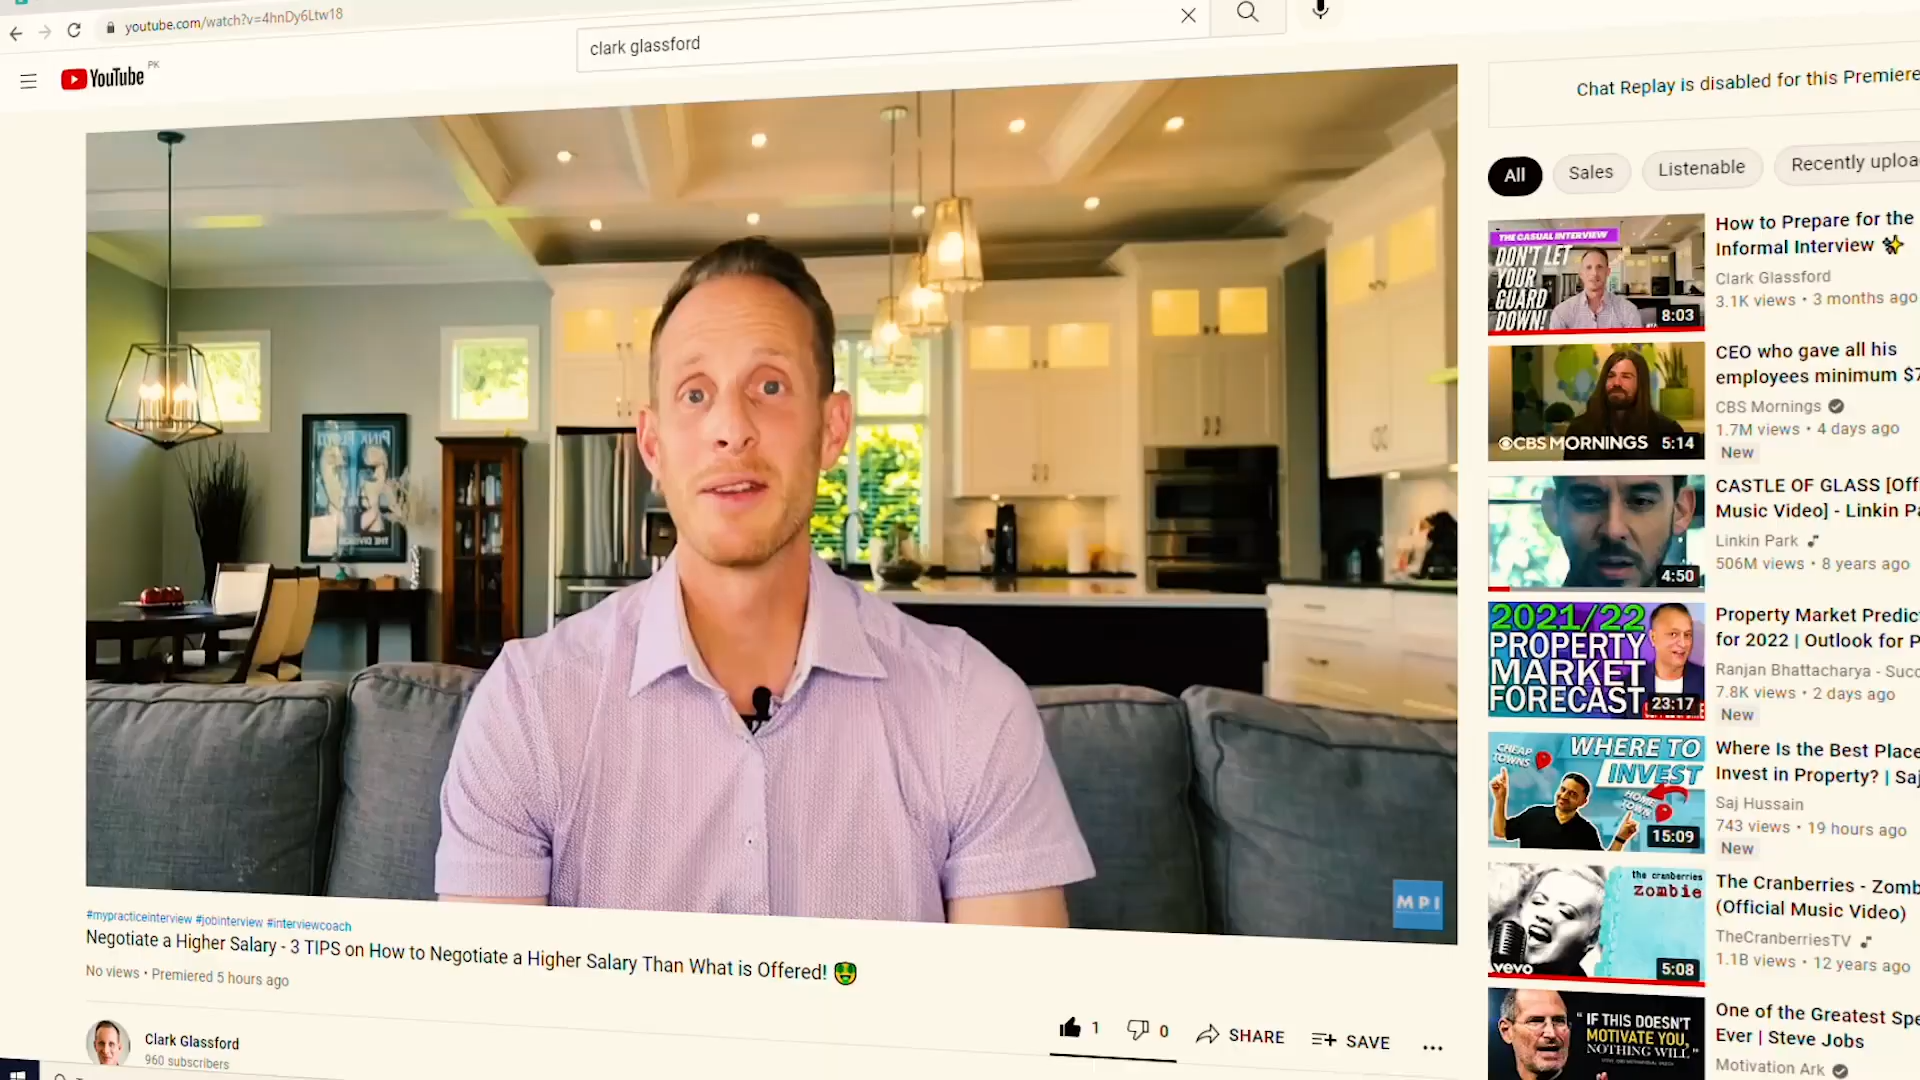 youtube.com/watch?v=4hnDy6Ltw18
YouTube PK
clark glassford
Chat Replay is disabled for this Premiere
All
Sales
Listenable
Recently uploa
THE CASUAL INTERVIEW
DON'T LET
YOUR
GUARD
DOWN!
8:03
How to Prepare for the
Informal Interview
Clark Glassford
3.1K views • 3 months ago
CBS MORNINGS
5:14
CEO who gave all his
employees minimum $7
CBS Mornings
1.7M views • 4 days ago
New
4:50
CASTLE OF GLASS [Off
Music Video] - Linkin Pa
Linkin Park
506M views • 8 years ago
2021/22
PROPERTY
MARKET
FORECAST
23:17
Property Market Predic
for 2022 | Outlook for P
Ranjan Bhattacharya - Succ
7.8K views • 2 days ago
New
CHEAP
TOWNS
WHERE TO
INVEST
HOME
TOWN
15:09
Where Is the Best Place
Invest in Property? | Saj
Saj Hussain
743 views • 19 hours ago
New
the cranberries
zombie
vevo
5:08
The Cranberries - Zomb
(Official Music Video)
TheCranberriesTV
1.1B views • 12 years ago
"IF THIS DOESN'T
MOTIVATE YOU,
NOTHING WILL"
One of the Greatest Spe
Ever | Steve Jobs
Motivation Ark
PINK FLOYD
MPI
#mypracticeinterview #jobinterview #interviewcoach
Negotiate a Higher Salary - 3 TIPS on How to Negotiate a Higher Salary Than What is Offered!
No views • Premiered 5 hours ago
1
0
SHARE
SAVE
Clark Glassford
960 subscribers